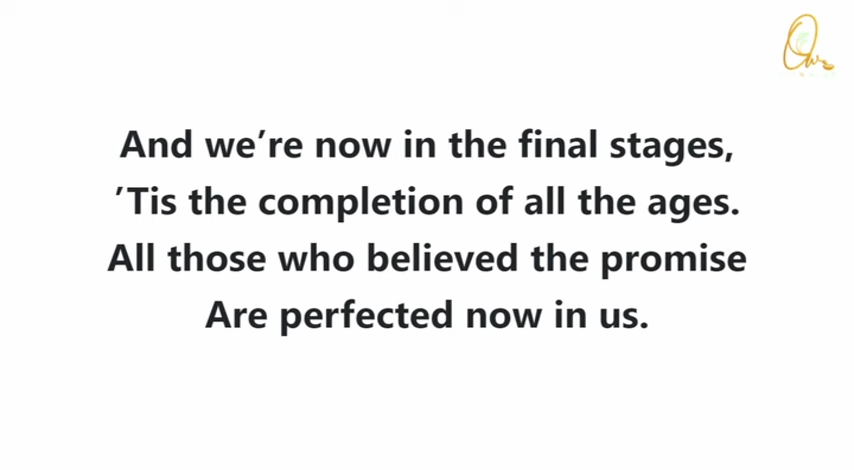 And we’re now in the final stages,
’Tis the completion of all the ages.
All those who believed the promise
Are perfected now in us.